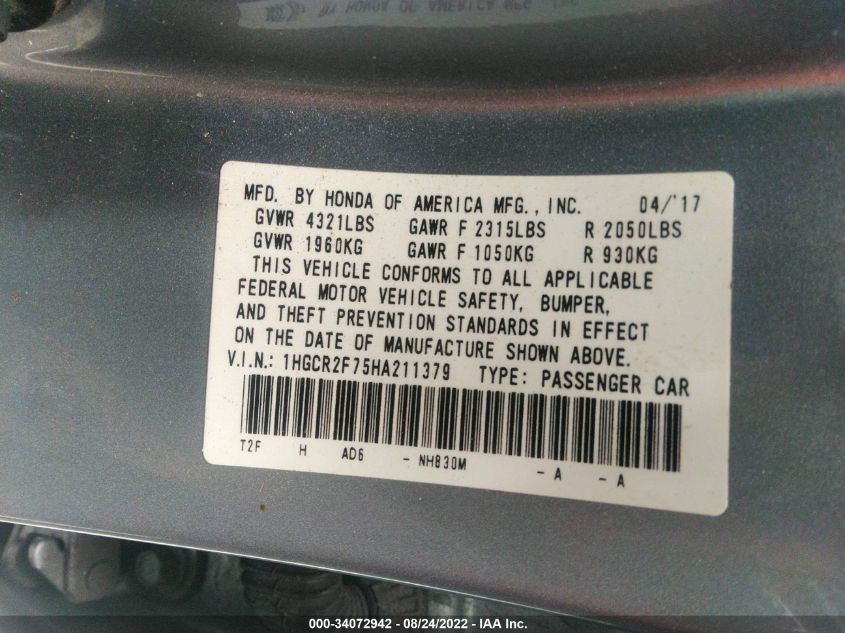 OF AMERICA MFG
MFD. BY HONDA OF AMERICA MFG., INC. 04/'17
GVWR 4321LBS GAWR F 2315LBS R 2050LBS
GVWR 1960KG GAWR F 1050KG R 930KG
THIS VEHICLE CONFORMS TO ALL APPLICABLE
FEDERAL MOTOR VEHICLE SAFETY, BUMPER,
AND THEFT PREVENTION STANDARDS IN EFFECT
ON THE DATE OF MANUFACTURE SHOWN ABOVE.
V.I.N.: 1HGCR2F75HA211379 TYPE: PASSENGER CAR
T2F H AD6 - NH830M - A - A
000-34072942 - 08/24/2022 - IAA Inc.